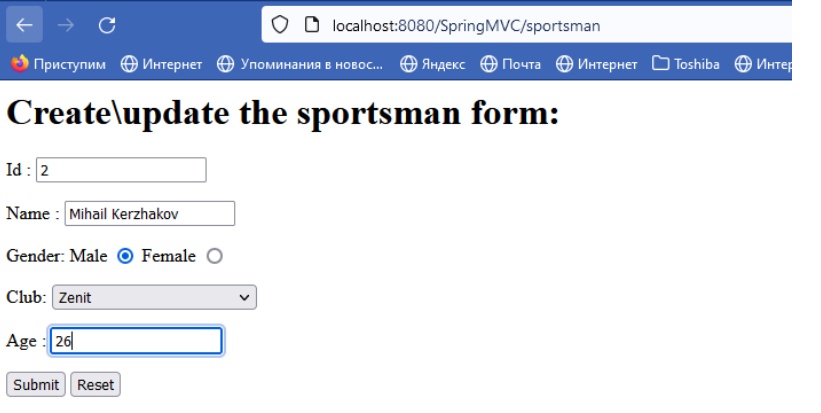 localhost:8080/SpringMVC/sportsman
Приступим Интернет Упоминания в новос... Яндекс Почта Интернет Toshiba Интер
Create\update the sportsman form:
Id : 2
Name : Mihail Kerzhakov
Gender: Male Female
Club: Zenit
Age : 26
Submit Reset